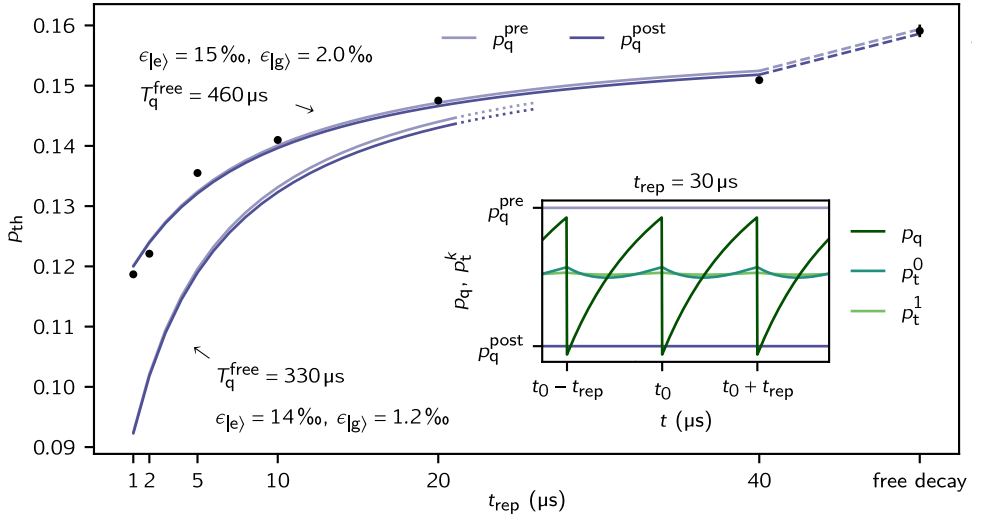 0.16
0.15
0.14
0.13
0.12
0.11
0.10
0.09
p_th
p_q^pre p_q^post
ϵ_|e⟩ = 15 ‰, ϵ_|g⟩ = 2.0 ‰
T_q^free = 460 µs
T_q^free = 330 µs
ϵ_|e⟩ = 14 ‰, ϵ_|g⟩ = 1.2 ‰
t_rep = 30 µs
p_q^pre
p_q^post
p_q, p_t^k
t_0 − t_rep t_0 t_0 + t_rep
t (µs)
p_q
p_t^0
p_t^1
1 2 5 10 20 40 free decay
t_rep (µs)